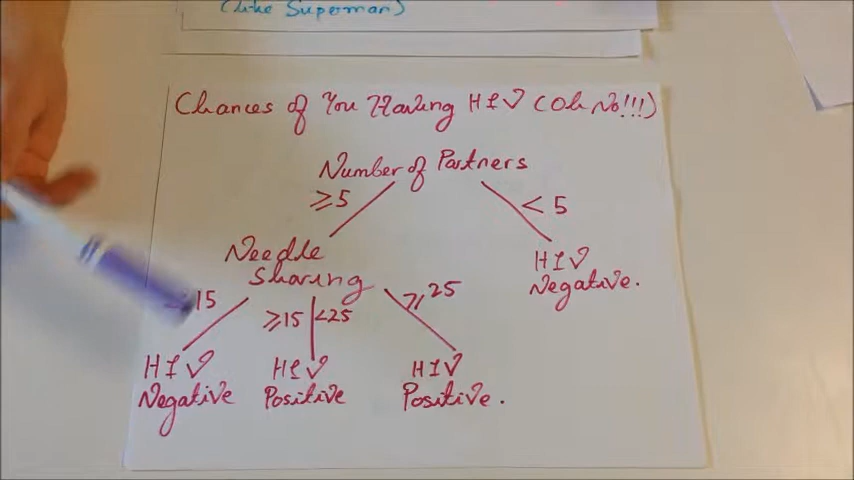 (like Superman)
Chances of You Having HIV (Oh No!!!)
Number of Partners
≥5
< 5
Needle
Sharing
HIV
Negative.
15
≥15
<25
≥25
HIV
Negative
HIV
Positive
HIV
Positive.